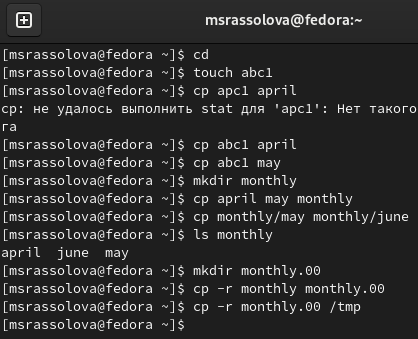 msrassolova@fedora:~
[msrassolova@fedora ~]$ cd
[msrassolova@fedora ~]$ touch abc1
[msrassolova@fedora ~]$ cp apc1 april
cp: не удалось выполнить stat для 'apc1': Нет такого
га
[msrassolova@fedora ~]$ cp abc1 april
[msrassolova@fedora ~]$ cp abc1 may
[msrassolova@fedora ~]$ mkdir monthly
[msrassolova@fedora ~]$ cp april may monthly
[msrassolova@fedora ~]$ cp monthly/may monthly/june
[msrassolova@fedora ~]$ ls monthly
april  june  may
[msrassolova@fedora ~]$ mkdir monthly.00
[msrassolova@fedora ~]$ cp -r monthly monthly.00
[msrassolova@fedora ~]$ cp -r monthly.00 /tmp
[msrassolova@fedora ~]$